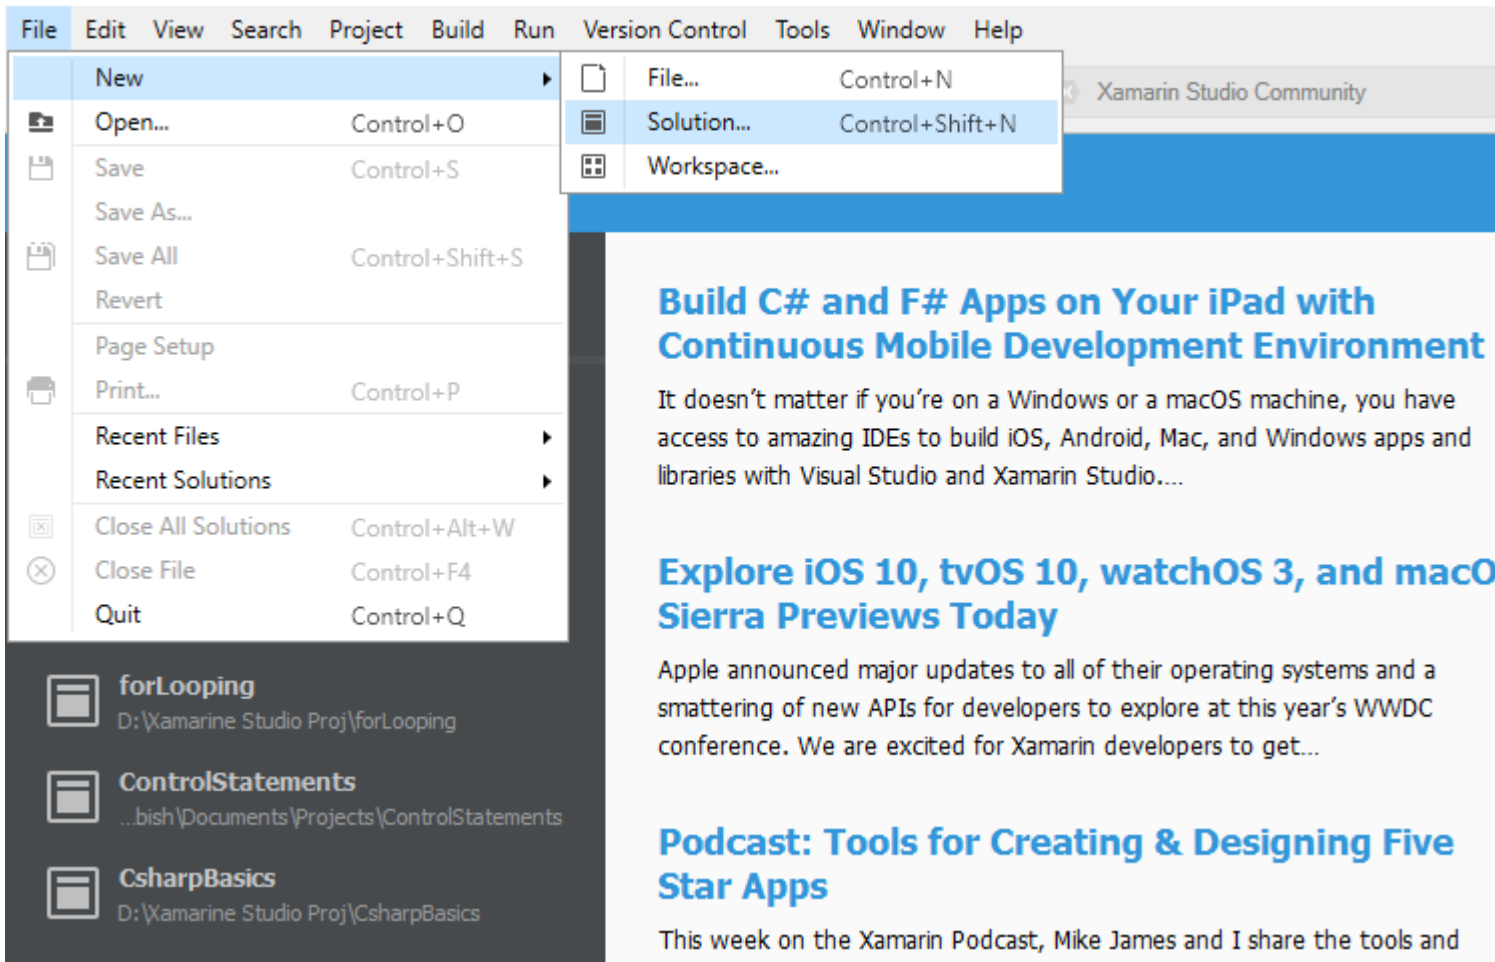 File Edit View Search Project Build Run Version Control Tools Window Help
New
Open... Control+O
Save Control+S
Save As...
Save All Control+Shift+S
Revert
Page Setup
Print... Control+P
Recent Files
Recent Solutions
Close All Solutions Control+Alt+W
Close File Control+F4
Quit Control+Q
File... Control+N
Solution... Control+Shift+N
Workspace...
Xamarin Studio Community
forLooping
D:\Xamarine Studio Proj\forLooping
ControlStatements
...bish\Documents\Projects\ControlStatements
CsharpBasics
D:\Xamarine Studio Proj\CsharpBasics
Build C# and F# Apps on Your iPad with
Continuous Mobile Development Environment
It doesn't matter if you're on a Windows or a macOS machine, you have
access to amazing IDEs to build iOS, Android, Mac, and Windows apps and
libraries with Visual Studio and Xamarin Studio....
Explore iOS 10, tvOS 10, watchOS 3, and macO
Sierra Previews Today
Apple announced major updates to all of their operating systems and a
smattering of new APIs for developers to explore at this year's WWDC
conference. We are excited for Xamarin developers to get...
Podcast: Tools for Creating & Designing Five
Star Apps
This week on the Xamarin Podcast, Mike James and I share the tools and